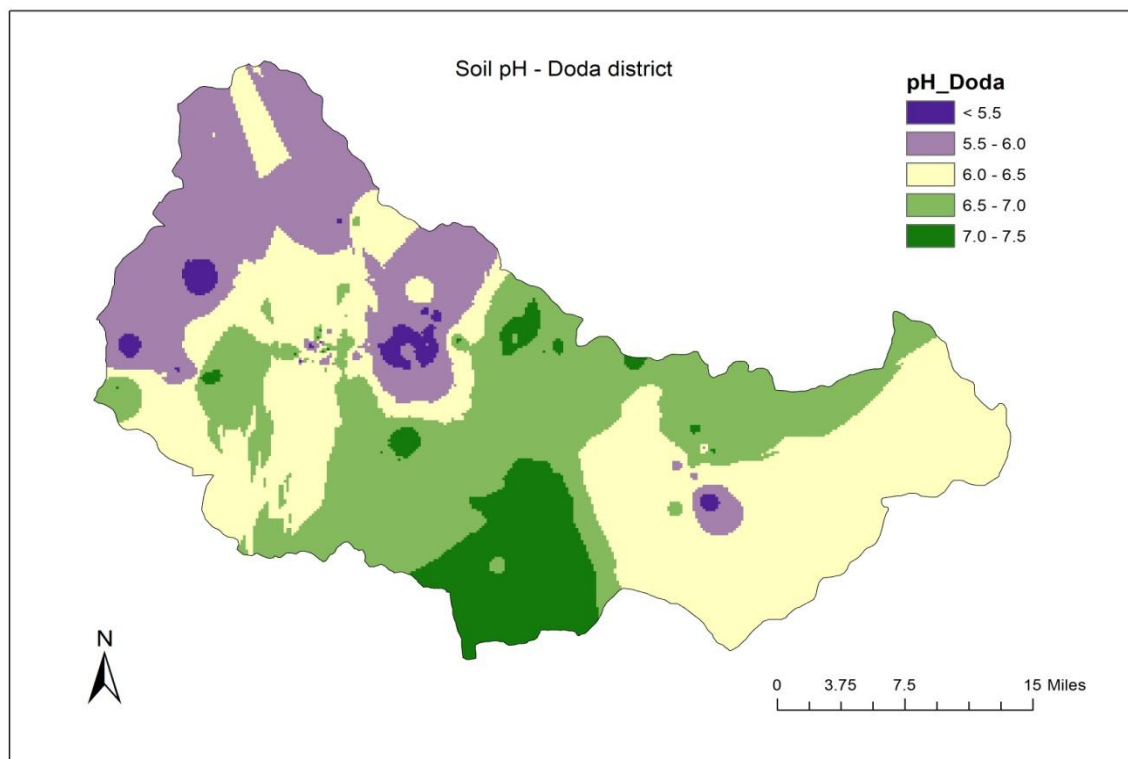 Soil pH - Doda district
pH_Doda
< 5.5
5.5 - 6.0
6.0 - 6.5
6.5 - 7.0
7.0 - 7.5
N
0 3.75 7.5 15 Miles